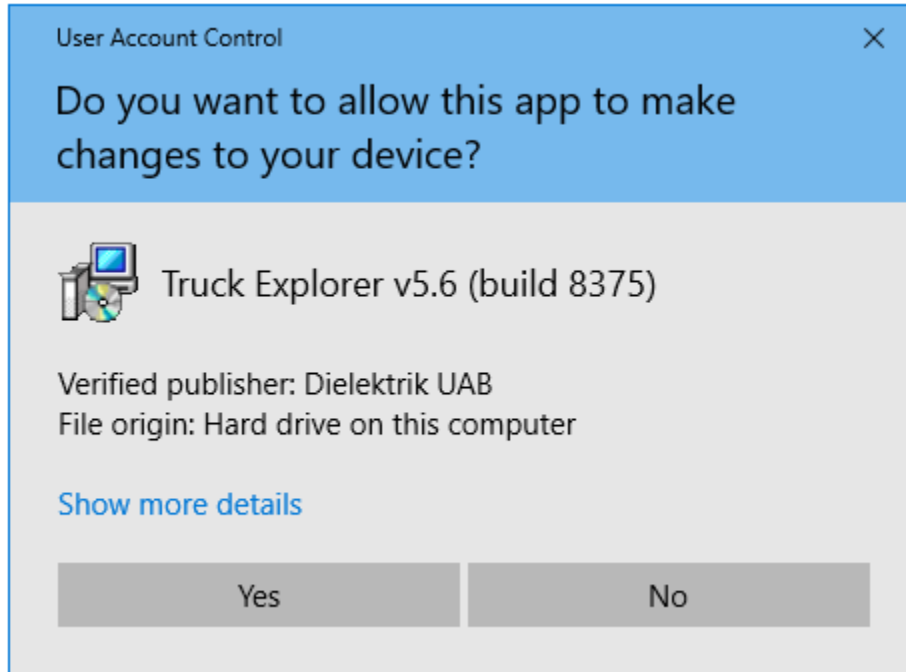 User Account Control
Do you want to allow this app to make
changes to your device?
Truck Explorer v5.6 (build 8375)
Verified publisher: Dielektrik UAB
File origin: Hard drive on this computer
Show more details
Yes
No